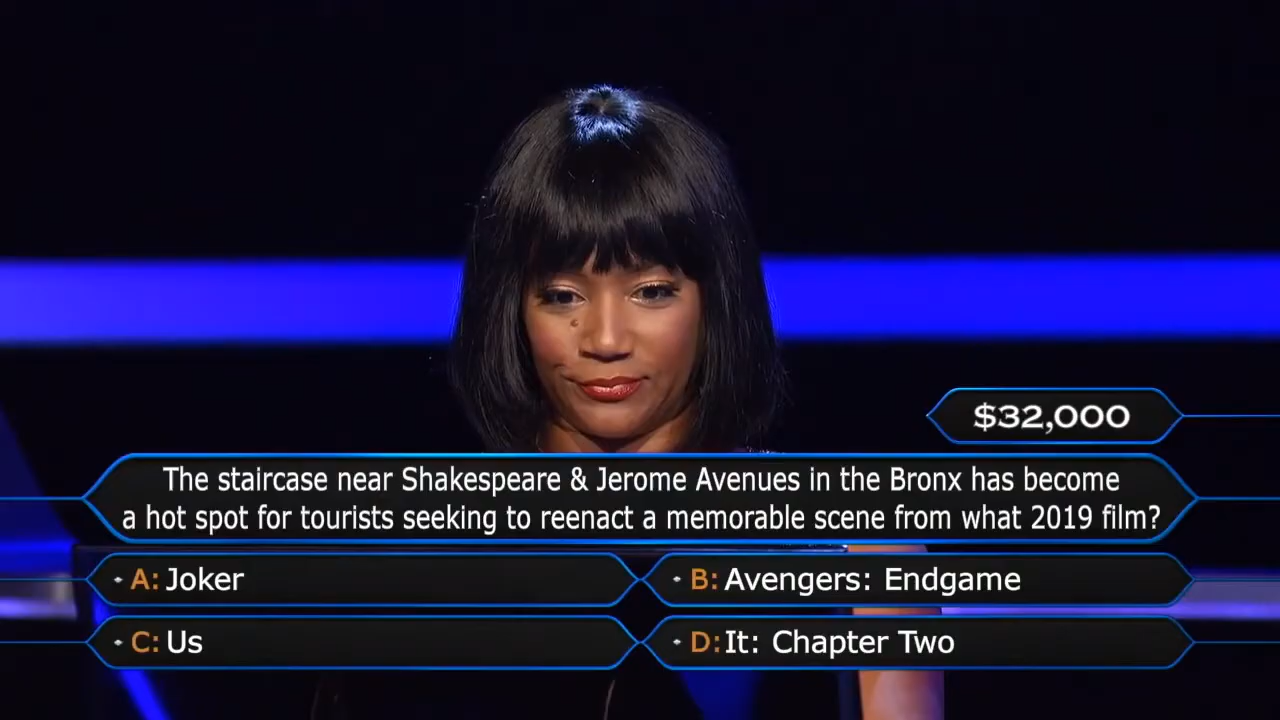 $32,000
The staircase near Shakespeare & Jerome Avenues in the Bronx has become
a hot spot for tourists seeking to reenact a memorable scene from what 2019 film?
A: Joker
B: Avengers: Endgame
C: Us
D: It: Chapter Two